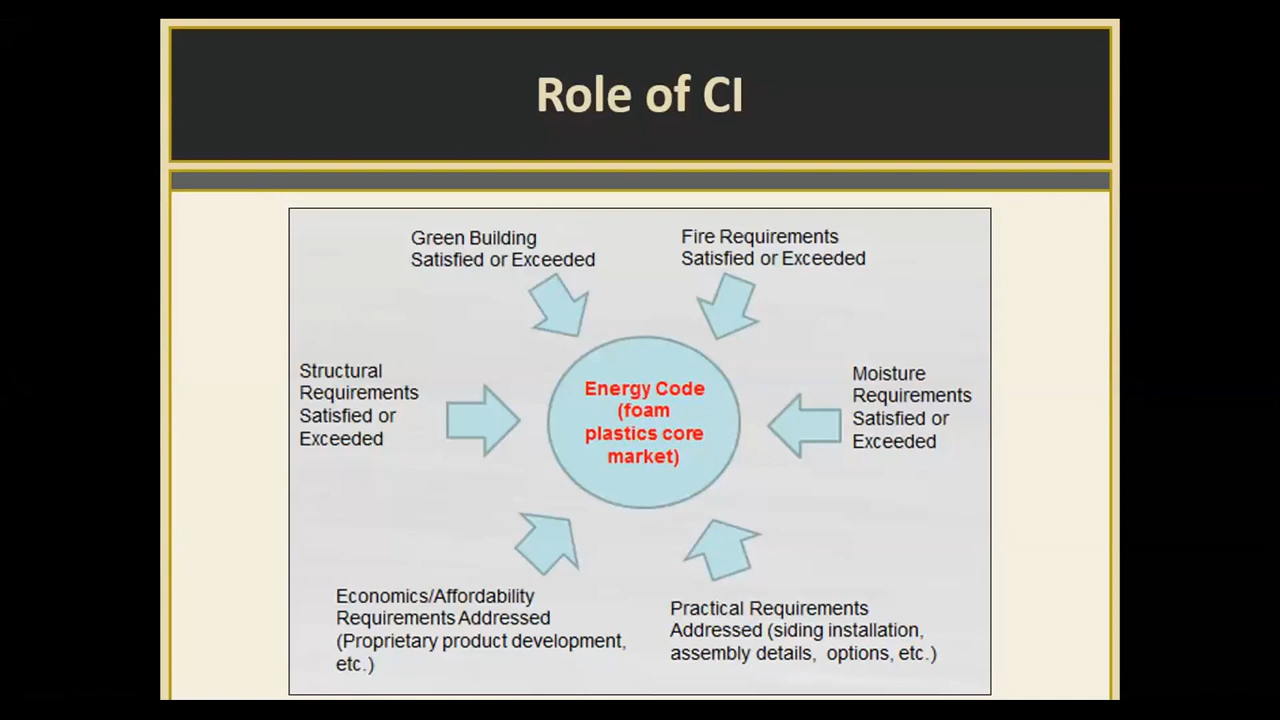 Role of CI
Green Building
Satisfied or Exceeded
Fire Requirements
Satisfied or Exceeded
Structural
Requirements
Satisfied or
Exceeded
Energy Code
(foam
plastics core
market)
Moisture
Requirements
Satisfied or
Exceeded
Economics/Affordability
Requirements Addressed
(Proprietary product development,
etc.)
Practical Requirements
Addressed (siding installation,
assembly details, options, etc.)